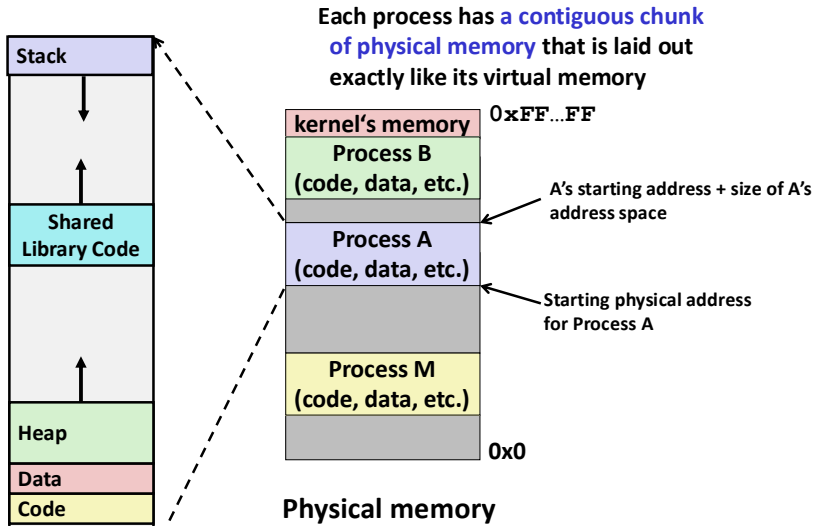 Each process has a contiguous chunk
of physical memory that is laid out
exactly like its virtual memory
Stack
Shared
Library Code
Heap
Data
Code
0xFF…FF
kernel‘s memory
Process B
(code, data, etc.)
A's starting address + size of A's
address space
Process A
(code, data, etc.)
Starting physical address
for Process A
Process M
(code, data, etc.)
0x0
Physical memory